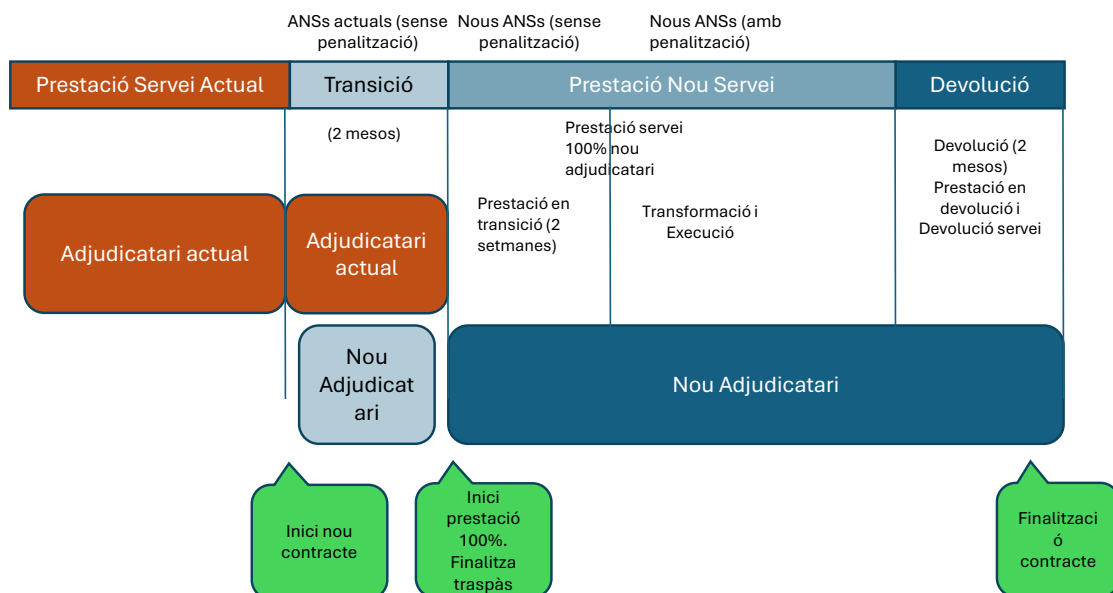 ANSs actuals (sense
penalització)
Nous ANSs (sense
penalització)
Nous ANSs (amb
penalització)
Prestació Servei Actual
Transició
Prestació Nou Servei
Devolució
(2 mesos)
Prestació servei
100% nou
adjudicatari
Devolució (2
mesos)
Prestació en
devolució i
Devolució servei
Prestació en
transició (2
setmanes)
Transformació i
Execució
Adjudicatari actual
Adjudicatari
actual
Nou
Adjudicat
ari
Nou Adjudicatari
Inici nou
contracte
Inici
prestació
100%.
Finalitza
traspàs
Finalitzaci
ó
contracte